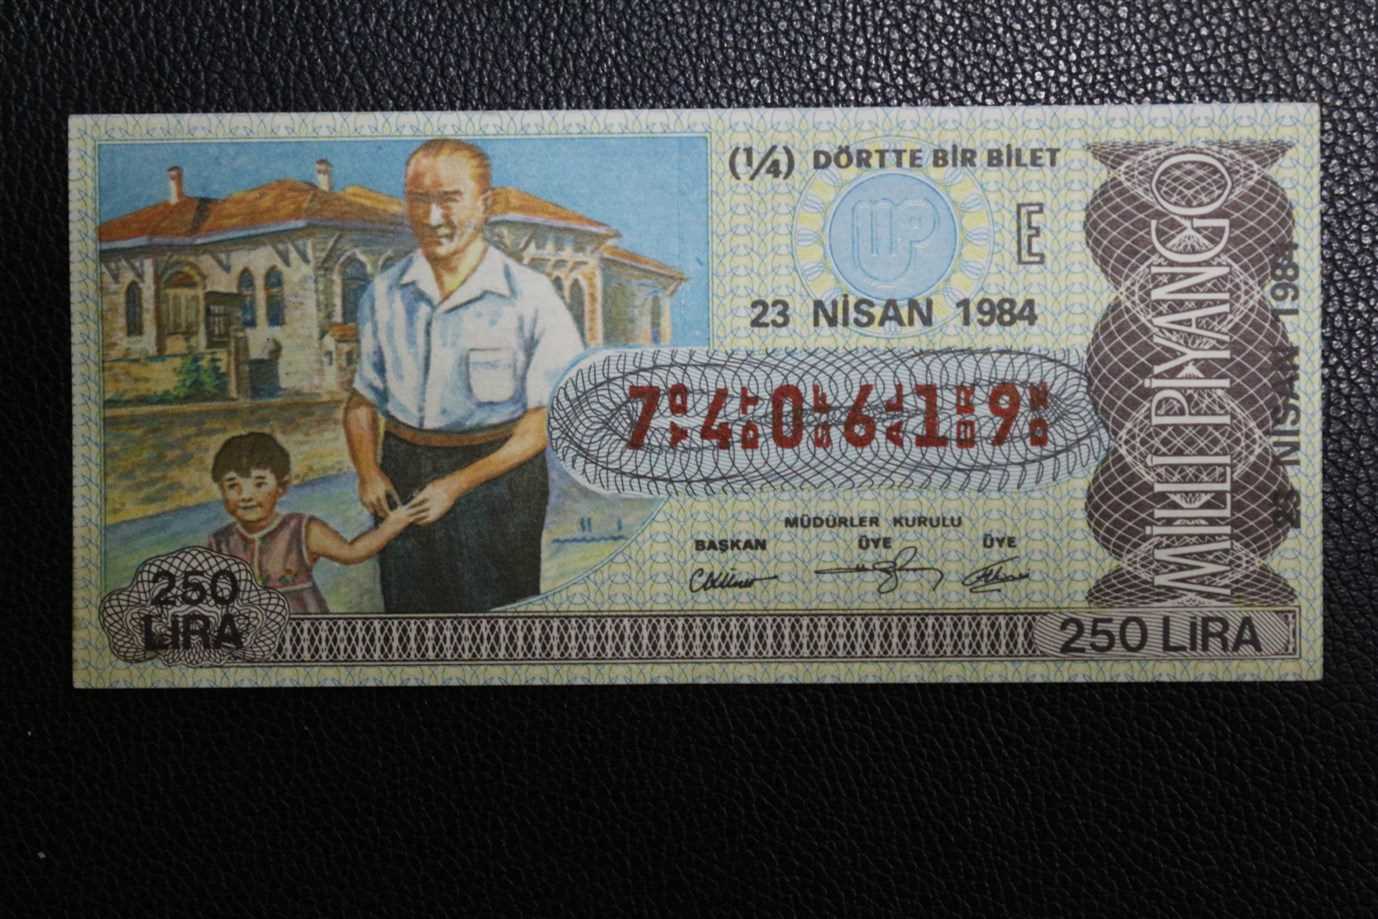 (1/4) DÖRTTE BİR BİLET
E
23 NİSAN 1984
7 4 0 6 1 9
MÜDÜRLER KURULU
BAŞKAN ÜYE ÜYE
250
LİRA
250 LİRA
MİLLİ PİYANGO
23 NİSAN 1984